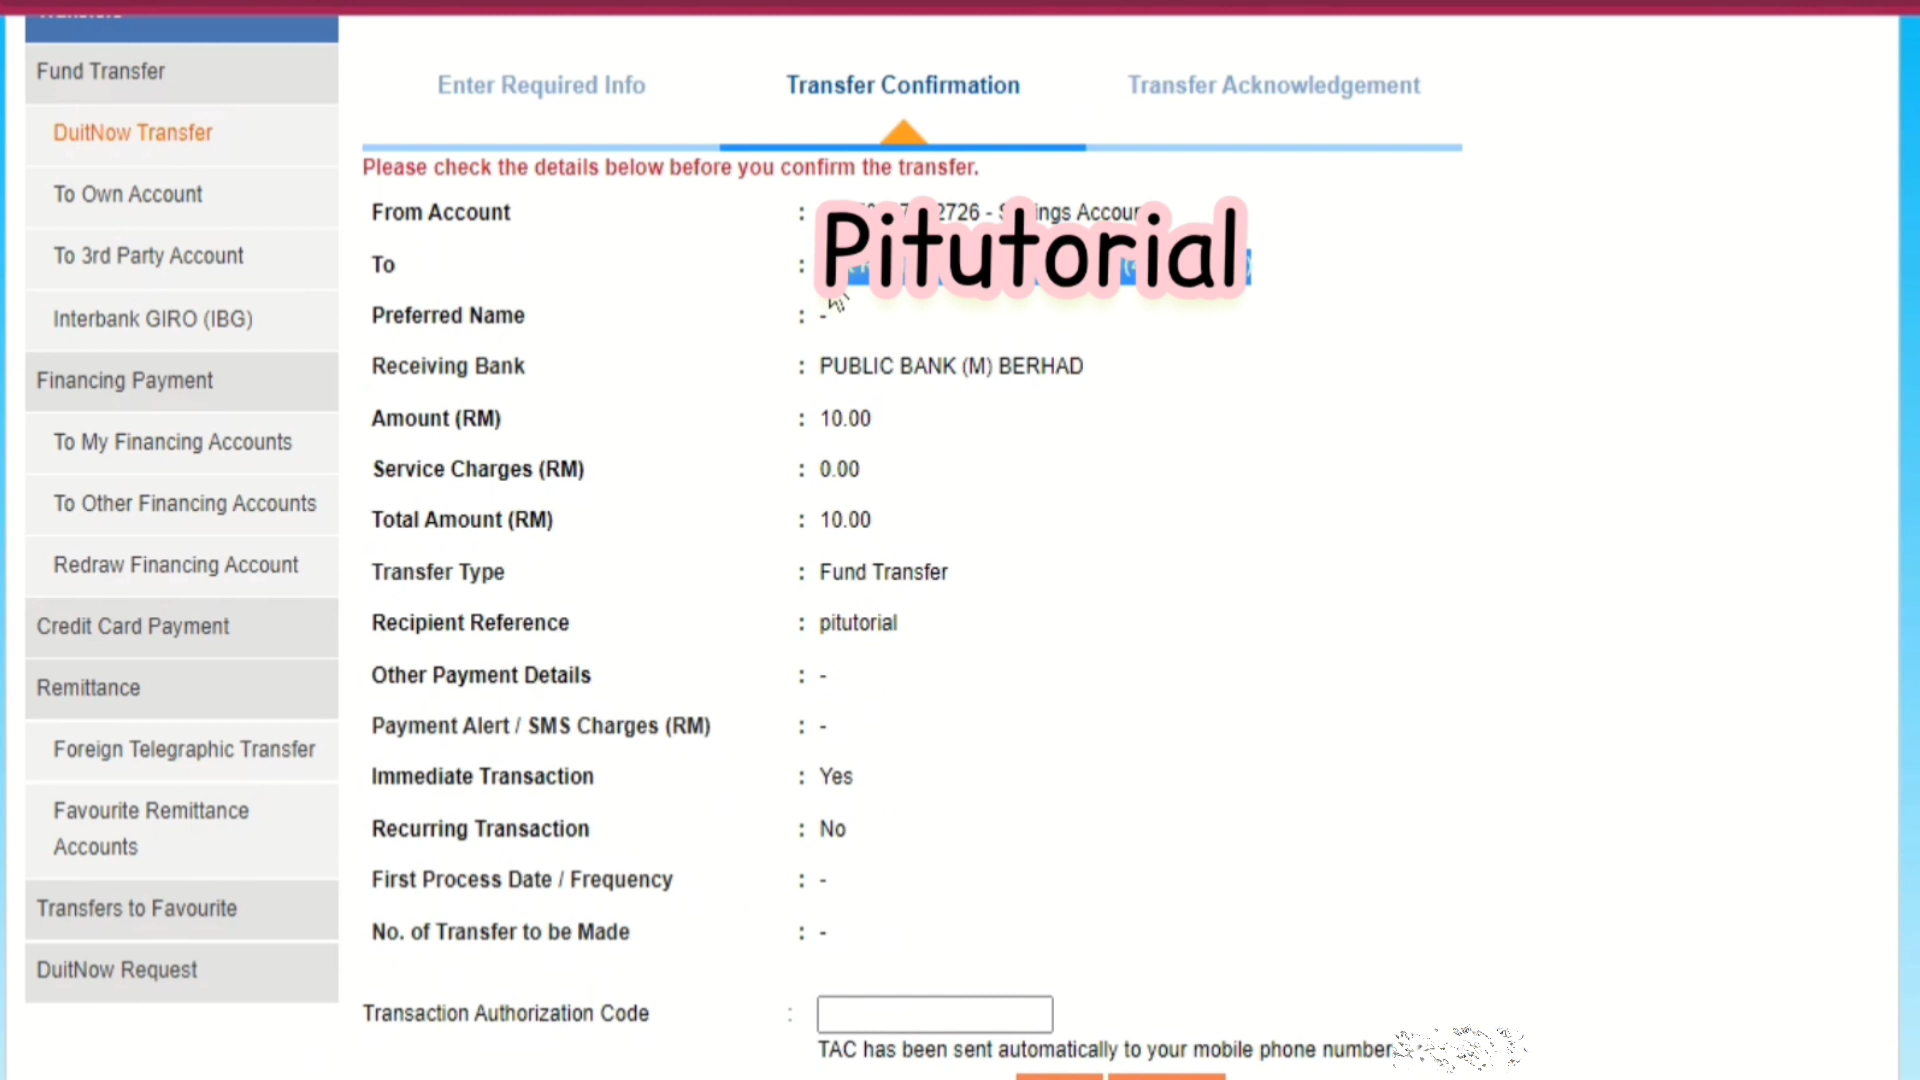 Fund Transfer
DuitNow Transfer
To Own Account
To 3rd Party Account
Interbank GIRO (IBG)
Financing Payment
To My Financing Accounts
To Other Financing Accounts
Redraw Financing Account
Credit Card Payment
Remittance
Foreign Telegraphic Transfer
Favourite Remittance
Accounts
Transfers to Favourite
DuitNow Request
Enter Required Info
Transfer Confirmation
Transfer Acknowledgement
Please check the details below before you confirm the transfer.
From Account :
Pitutorial
To :
Preferred Name : -
Receiving Bank : PUBLIC BANK (M) BERHAD
Amount (RM) : 10.00
Service Charges (RM) : 0.00
Total Amount (RM) : 10.00
Transfer Type : Fund Transfer
Recipient Reference : pitutorial
Other Payment Details : -
Payment Alert / SMS Charges (RM) : -
Immediate Transaction : Yes
Recurring Transaction : No
First Process Date / Frequency : -
No. of Transfer to be Made : -
Transaction Authorization Code :
TAC has been sent automatically to your mobile phone number